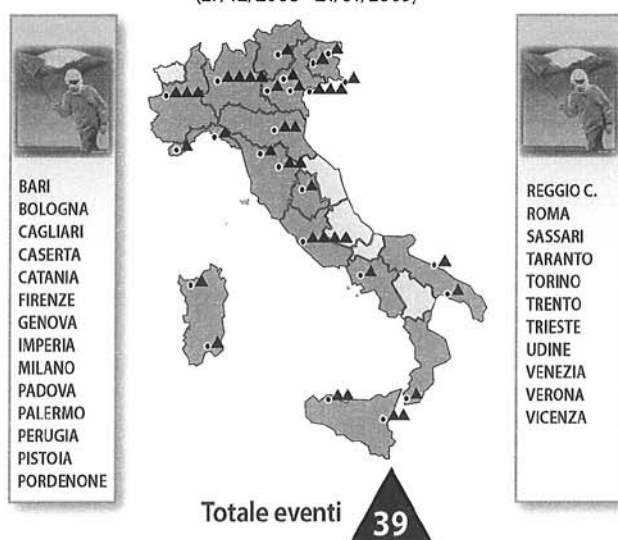 BARI
BOLOGNA
CAGLIARI
CASERTA
CATANIA
FIRENZE
GENOVA
IMPERIA
MILANO
PADOVA
PALERMO
PERUGIA
PISTOIA
PORDENONE
REGGIO C.
ROMA
SASSARI
TARANTO
TORINO
TRENTO
TRIESTE
UDINE
VENEZIA
VERONA
VICENZA
Totale eventi 39